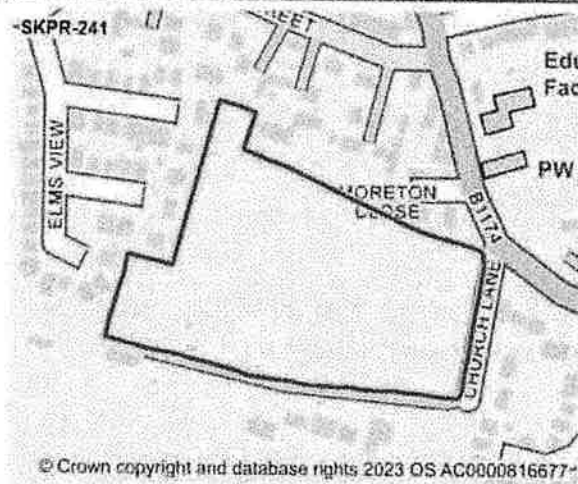 SKPR-241
REET
Edu
Fac
ELMS VIEW
MORETON
CLOSE
PW
B1174
CHURCH LANE
© Crown copyright and database rights 2023 OS AC0000816677